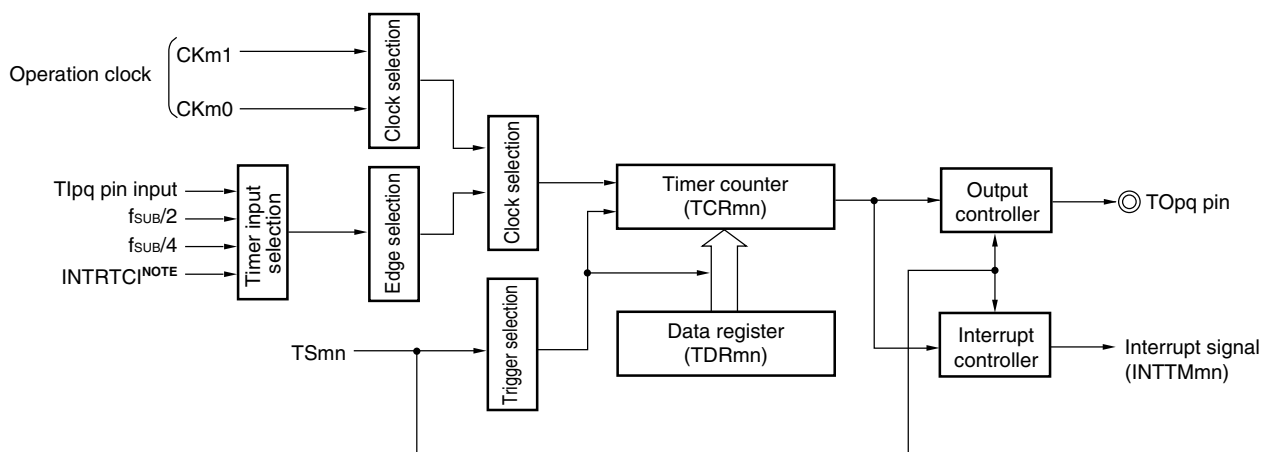 Operation clock
CKm1
CKm0
Clock selection
TIpq pin input
fSUB/2
fSUB/4
INTRTCINOTE
Timer input
selection
Edge selection
Clock selection
TSmn
Trigger selection
Timer counter
(TCRmn)
Data register
(TDRmn)
Output
controller
TOpq pin
Interrupt
controller
Interrupt signal
(INTTMmn)